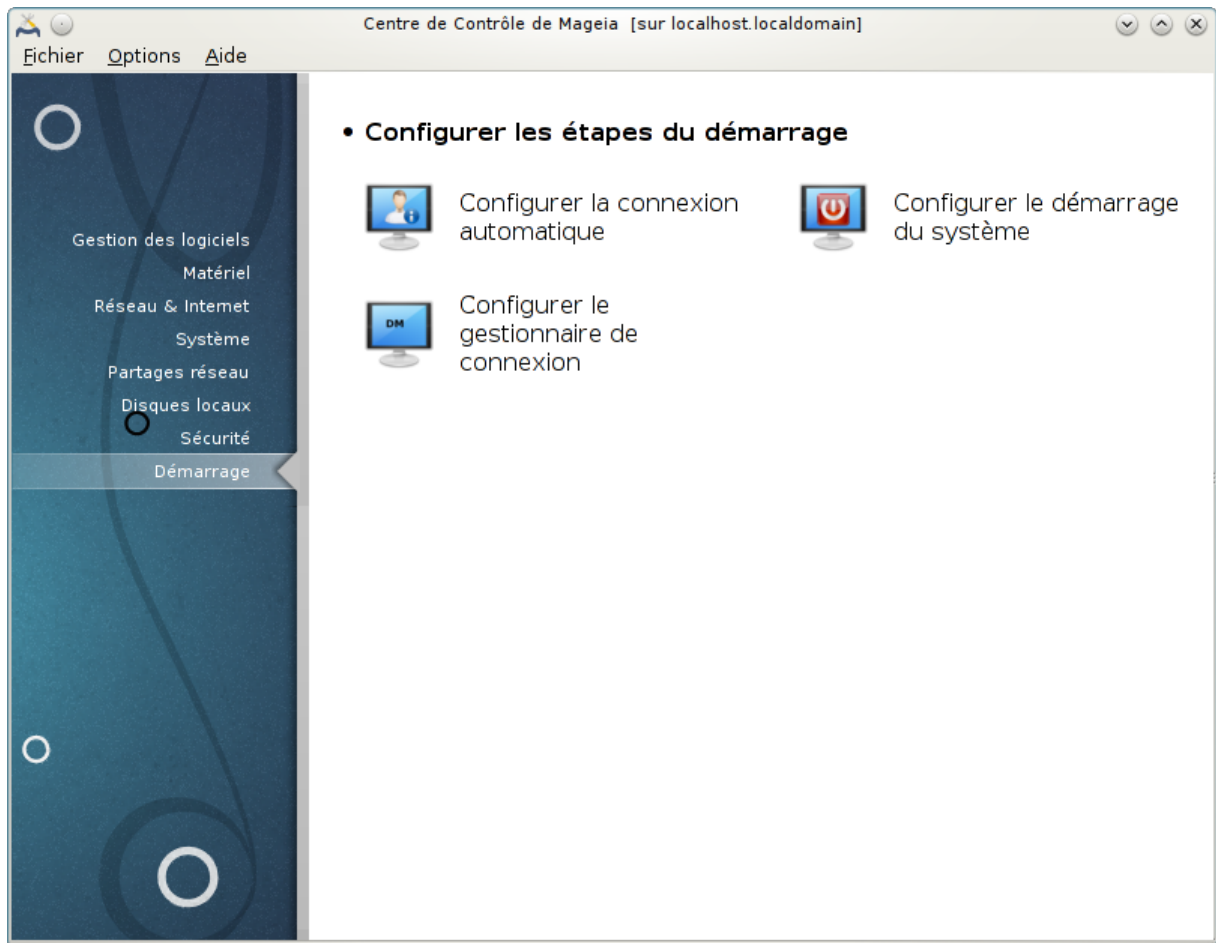 Centre de Contrôle de Mageia [sur localhost.localdomain]
Fichier Options Aide
Gestion des logiciels
Matériel
Réseau & Internet
Système
Partages réseau
Disques locaux
Sécurité
Démarrage
• Configurer les étapes du démarrage
Configurer la connexion
automatique
Configurer le démarrage
du système
DM
Configurer le
gestionnaire de
connexion